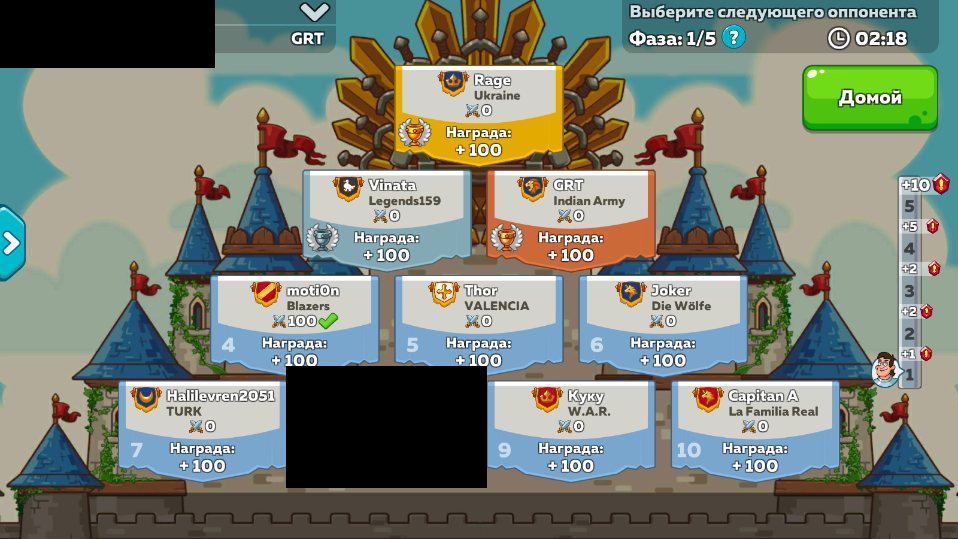 GRT
Выберите следующего оппонента
Фаза: 1/5 ?
02:18
Домой
Rage
Ukraine
0
Награда:
+ 100
Vinata
Legends159
0
Награда:
+ 100
GRT
Indian Army
0
Награда:
+ 100
moti0n
Blazers
100
4
Награда:
+ 100
Thor
VALENCIA
0
5
Награда:
+ 100
Joker
Die Wölfe
0
6
Награда:
+ 100
Halilevren2051
TURK
0
7
Награда:
+ 100
Куку
W.A.R.
0
9
Награда:
+ 100
Capitan A
La Familia Real
0
10
Награда:
+ 100
+10
5
+5
4
+2
3
+2
2
+1
1